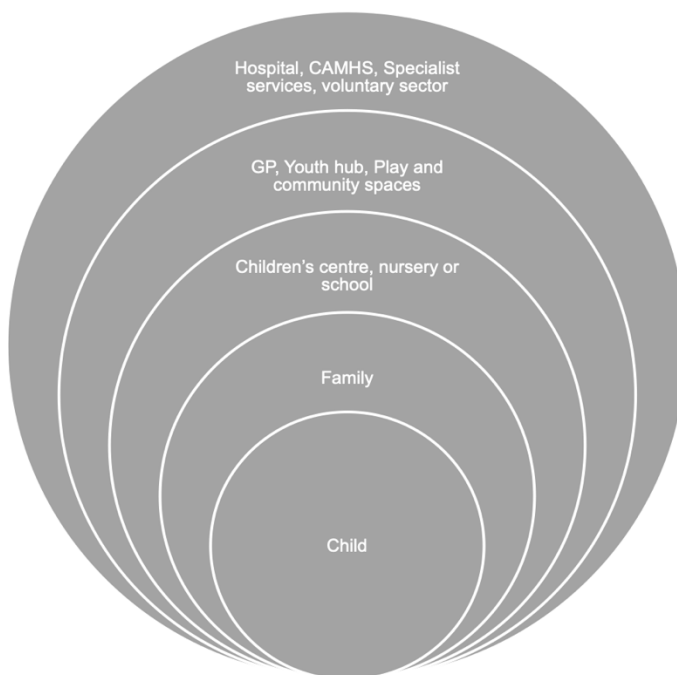 Hospital, CAMHS, Specialist
services, voluntary sector
GP, Youth hub, Play and
community spaces
Children’s centre, nursery or
school
Family
Child